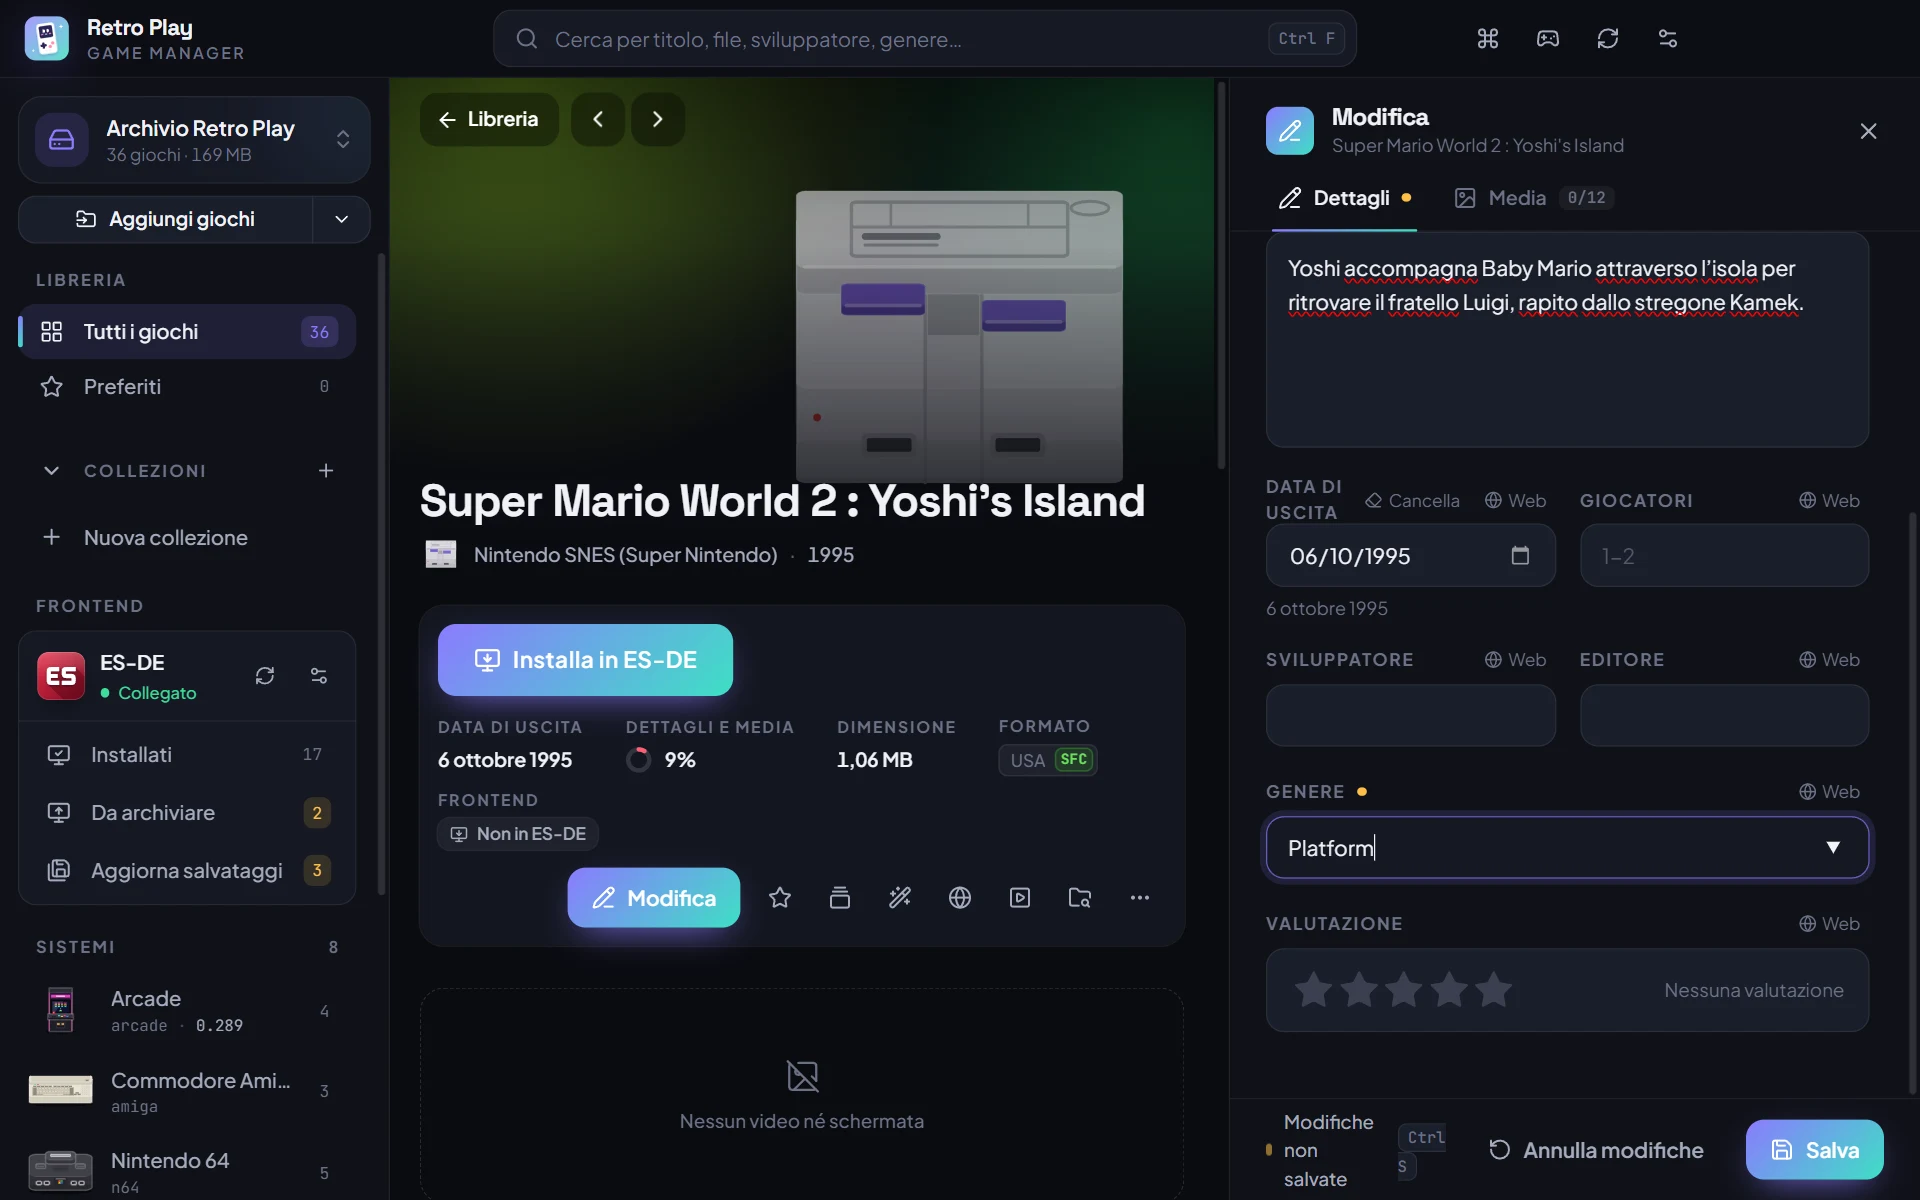 Retro Play
GAME MANAGER
Cerca per titolo, file, sviluppatore, genere...
Ctrl F
Archivio Retro Play
36 giochi · 169 MB
Aggiungi giochi
LIBRERIA
Tutti i giochi
36
Preferiti
0
COLLEZIONI
Nuova collezione
FRONTEND
ES
ES-DE
Collegato
Installati
17
Da archiviare
2
Aggiorna salvataggi
3
SISTEMI
8
Arcade
arcade · 0.289
4
Commodore Ami...
amiga
3
Nintendo 64
n64
5
Libreria
Super Mario World 2 : Yoshi's Island
Nintendo SNES (Super Nintendo) · 1995
Installa in ES-DE
DATA DI USCITA
6 ottobre 1995
DETTAGLI E MEDIA
9%
DIMENSIONE
1,06 MB
FORMATO
USA SFC
FRONTEND
Non in ES-DE
Modifica
Nessun video né schermata
Modifica
Super Mario World 2 : Yoshi's Island
Dettagli
Media 0/12
Yoshi accompagna Baby Mario attraverso l'isola per
ritrovare il fratello Luigi, rapito dallo stregone Kamek.
DATA DI
USCITA
Cancella
Web
GIOCATORI
Web
06/10/1995
1–2
6 ottobre 1995
SVILUPPATORE
Web
EDITORE
Web
GENERE
Web
Platform
VALUTAZIONE
Web
Nessuna valutazione
Modifiche
non
salvate
Ctrl
S
Annulla modifiche
Salva